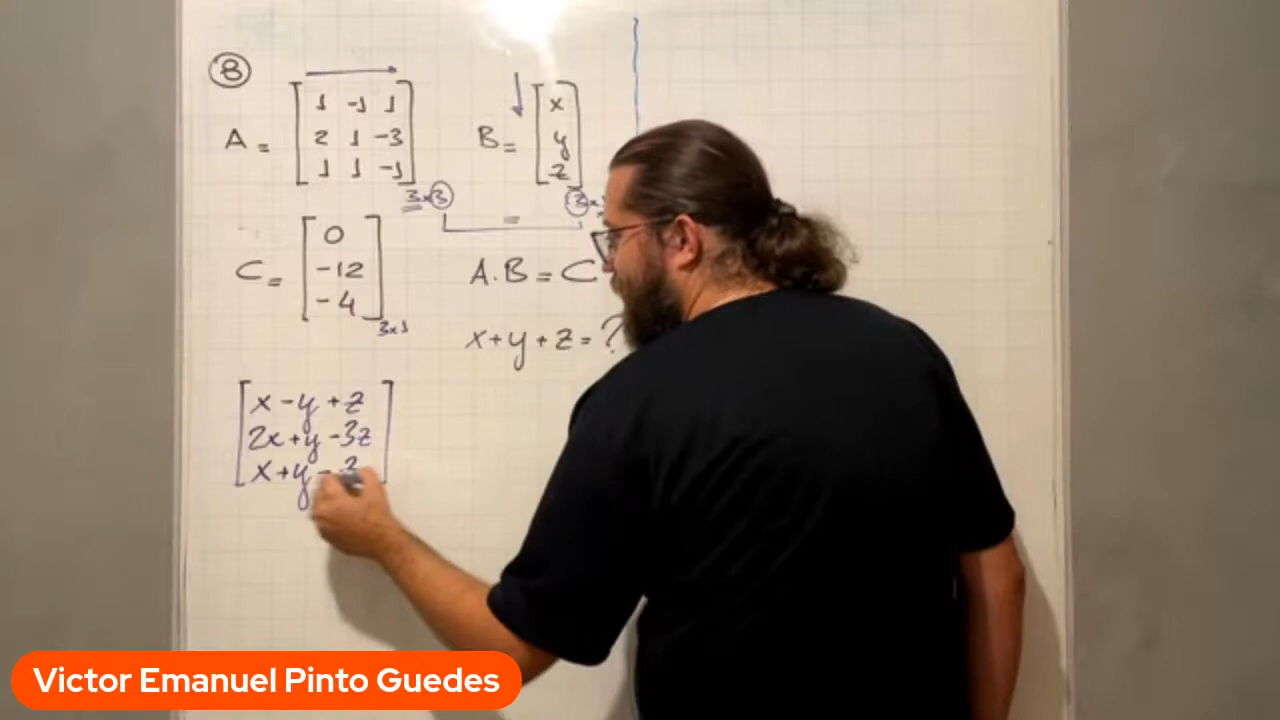 8
A = [ 1 -1 1 ] B = [ x ]
[ 2 1 -3 ] [ y ]
[ 1 1 -1 ] 3x3 [ z ] 3x
=
C = [ 0 ]
[ -12 ] A.B = C
[ -4 ] 3x1
x+y+z=?
[ x-y+z ]
[ 2x+y-3z ]
[ x+y- ]
Victor Emanuel Pinto Guedes